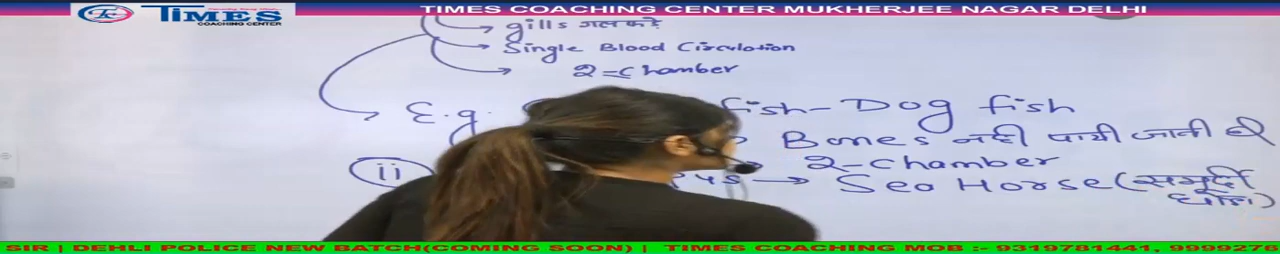 TIMES
COACHING CENTER
TIMES COACHING CENTER MUKHERJEE NAGAR DELHI
gills गलफड़े
Single Blood Circulation
2-Chamber
E.g. fish-Dog fish
Bones नही पायी जाती है
2-Chamber
(ii) Sea Horse (समुद्री
घोड़ा)
SIR | DEHLI POLICE NEW BATCH(COMING SOON) | TIMES COACHING MOB :- 9319781441, 9999276